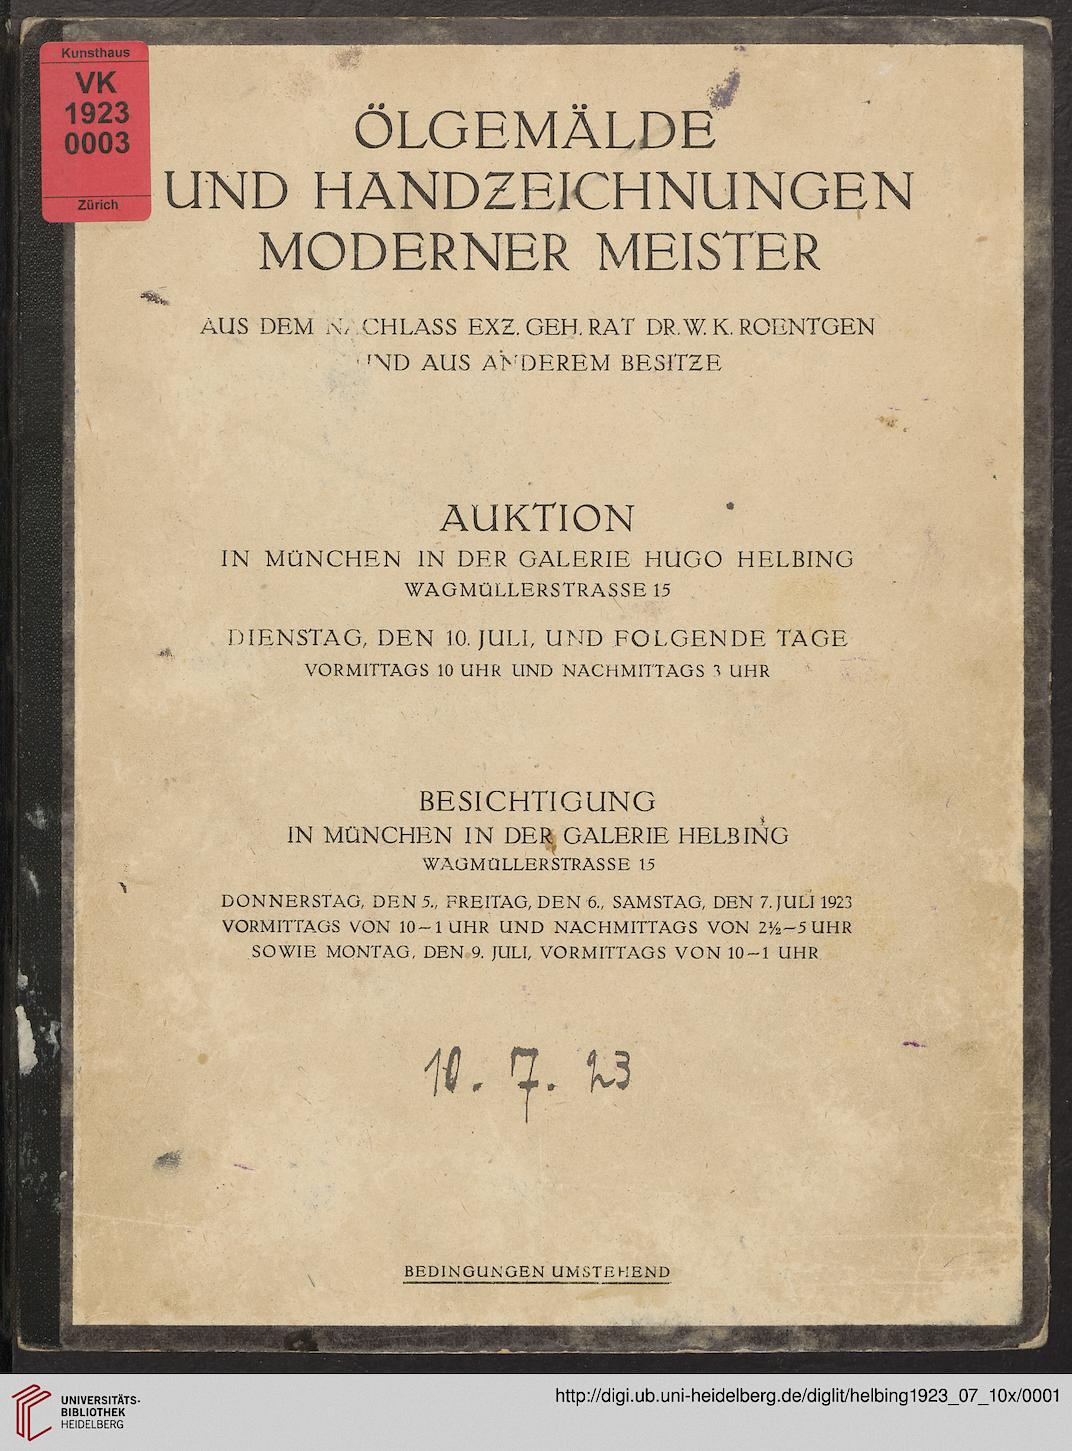 Kunsthaus
VK
1923
0003
Zürich
ÖLGEMÄLDE
UND HANDZEICHNUNGEN
MODERNER MEISTER
AUS DEM NACHLASS EXZ. GEH. RAT DR. W. K. ROENTGEN
UND AUS ANDEREM BESITZE
AUKTION
IN MÜNCHEN IN DER GALERIE HUGO HELBING
WAGMÜLLERSTRASSE 15
DIENSTAG, DEN 10. JULI, UND FOLGENDE TAGE
VORMITTAGS 10 UHR UND NACHMITTAGS 3 UHR
BESICHTIGUNG
IN MÜNCHEN IN DER GALERIE HELBING
WAGMÜLLERSTRASSE 15
DONNERSTAG, DEN 5., FREITAG, DEN 6., SAMSTAG, DEN 7. JULI 1923
VORMITTAGS VON 10—1 UHR UND NACHMITTAGS VON 2½—5 UHR
SOWIE MONTAG, DEN 9. JULI, VORMITTAGS VON 10—1 UHR
10. 7. 23
BEDINGUNGEN UMSTEHEND
UNIVERSITÄTS-
BIBLIOTHEK
HEIDELBERG
http://digi.ub.uni-heidelberg.de/diglit/helbing1923_07_10x/0001